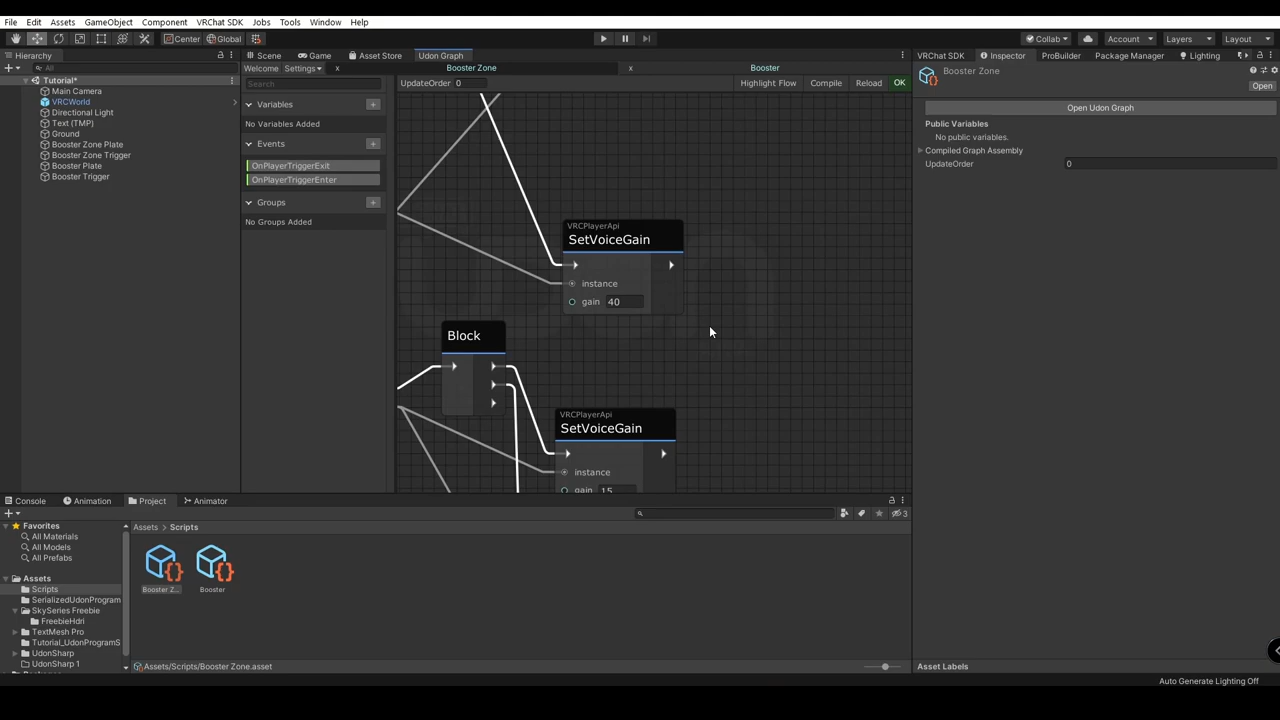 File Edit Assets GameObject Component VRChat SDK Jobs Tools Window Help
Center Global Collab Account Layers Layout
Hierarchy Scene Game Asset Store Udon Graph VRChat SDK Inspector ProBuilder Package Manager Lighting
All
Welcome Settings x Booster Zone x Booster
Booster Zone
Open
Search
UpdateOrder 0 Highlight Flow Compile Reload OK
Tutorial*
Main Camera
VRCWorld
Directional Light
Text (TMP)
Ground
Booster Zone Plate
Booster Zone Trigger
Booster Plate
Booster Trigger
Variables
No Variables Added
Events
OnPlayerTriggerExit
OnPlayerTriggerEnter
Groups
No Groups Added
VRCPlayerApi
SetVoiceGain
instance
gain 40
Block
VRCPlayerApi
SetVoiceGain
instance
gain 15
Open Udon Graph
Public Variables
No public variables.
Compiled Graph Assembly
UpdateOrder 0
Console Animation Project Animator
3
Favorites
All Materials
All Models
All Prefabs
Assets
Scripts
SerializedUdonProgram
SkySeries Freebie
FreebieHdri
TextMesh Pro
Tutorial_UdonProgramS
UdonSharp
UdonSharp 1
Assets > Scripts
Booster Z...
Booster
Assets/Scripts/Booster Zone.asset
Asset Labels
Auto Generate Lighting Off